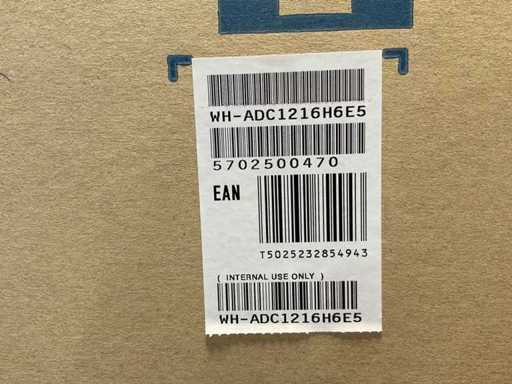 WH-ADC1216H6E5
5702500470
EAN
T5025232854943
( INTERNAL USE ONLY )
WH-ADC1216H6E5